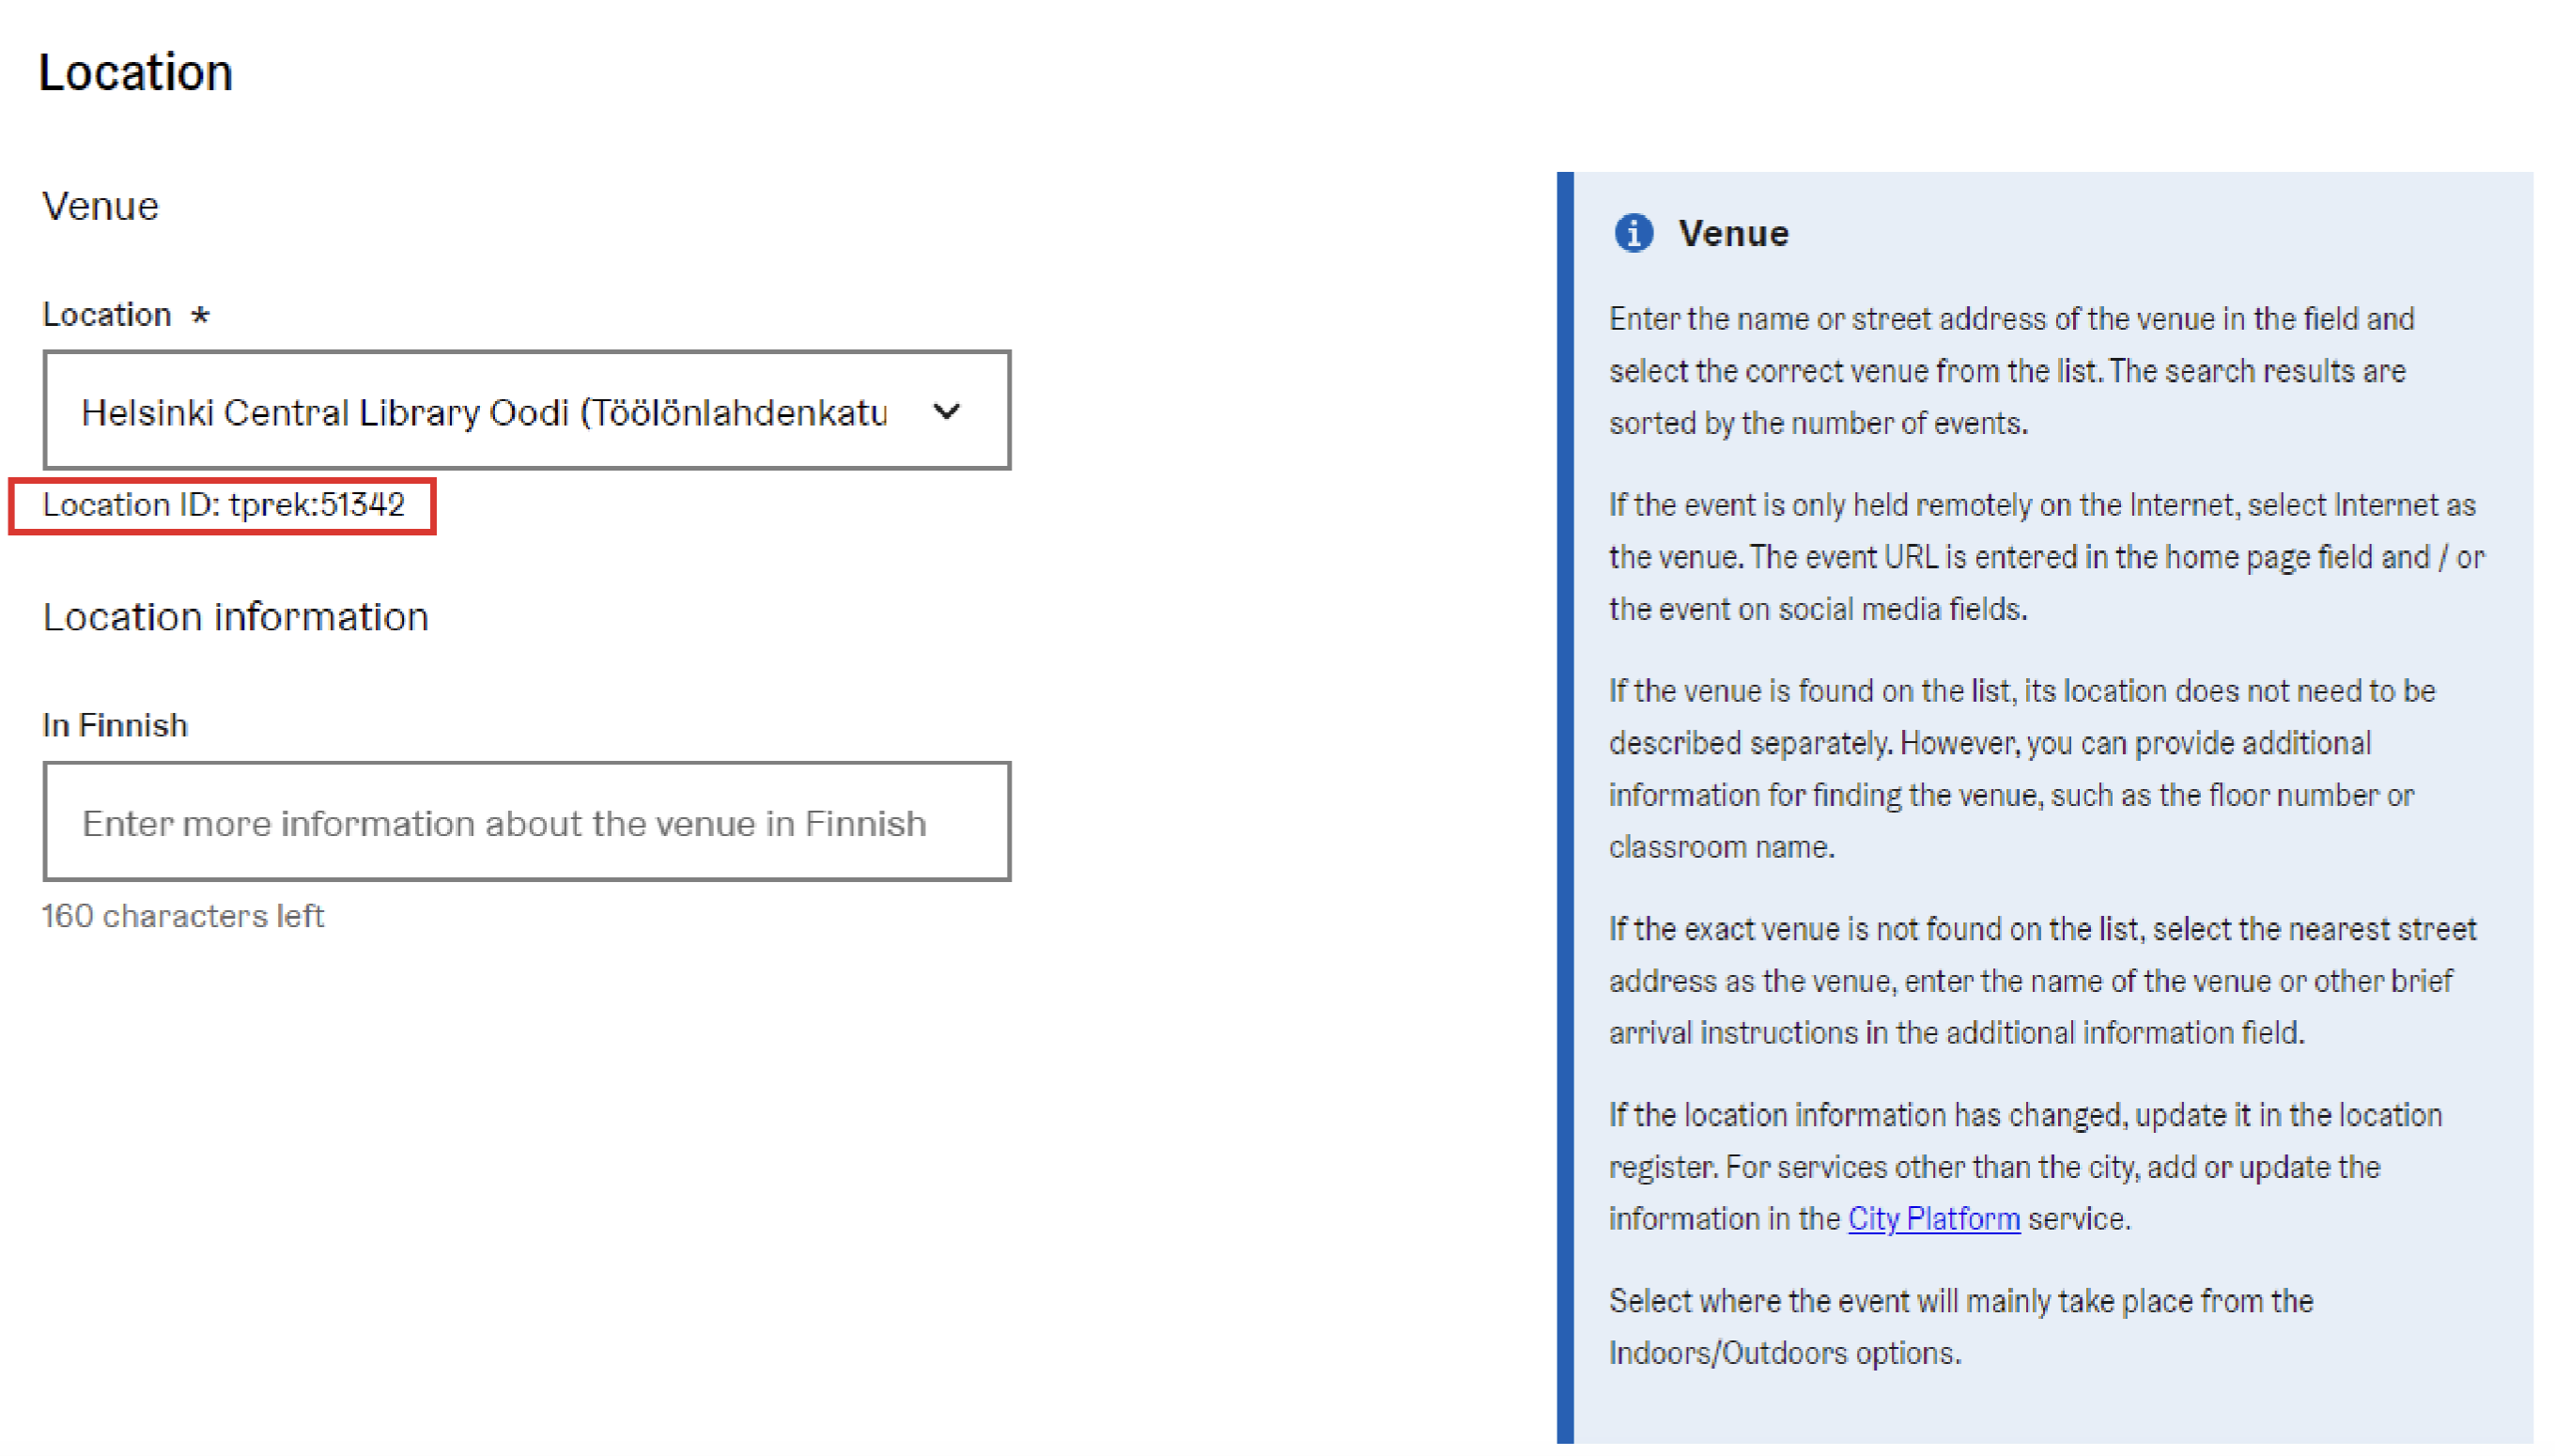 Location
Venue
Location *
Helsinki Central Library Oodi (Töölönlahdenkatu
Location ID: tprek:51342
Location information
In Finnish
Enter more information about the venue in Finnish
160 characters left
Venue
Enter the name or street address of the venue in the field and
select the correct venue from the list. The search results are
sorted by the number of events.
If the event is only held remotely on the Internet, select Internet as
the venue. The event URL is entered in the home page field and / or
the event on social media fields.
If the venue is found on the list, its location does not need to be
described separately. However, you can provide additional
information for finding the venue, such as the floor number or
classroom name.
If the exact venue is not found on the list, select the nearest street
address as the venue, enter the name of the venue or other brief
arrival instructions in the additional information field.
If the location information has changed, update it in the location
register. For services other than the city, add or update the
information in the City Platform service.
Select where the event will mainly take place from the
Indoors/Outdoors options.